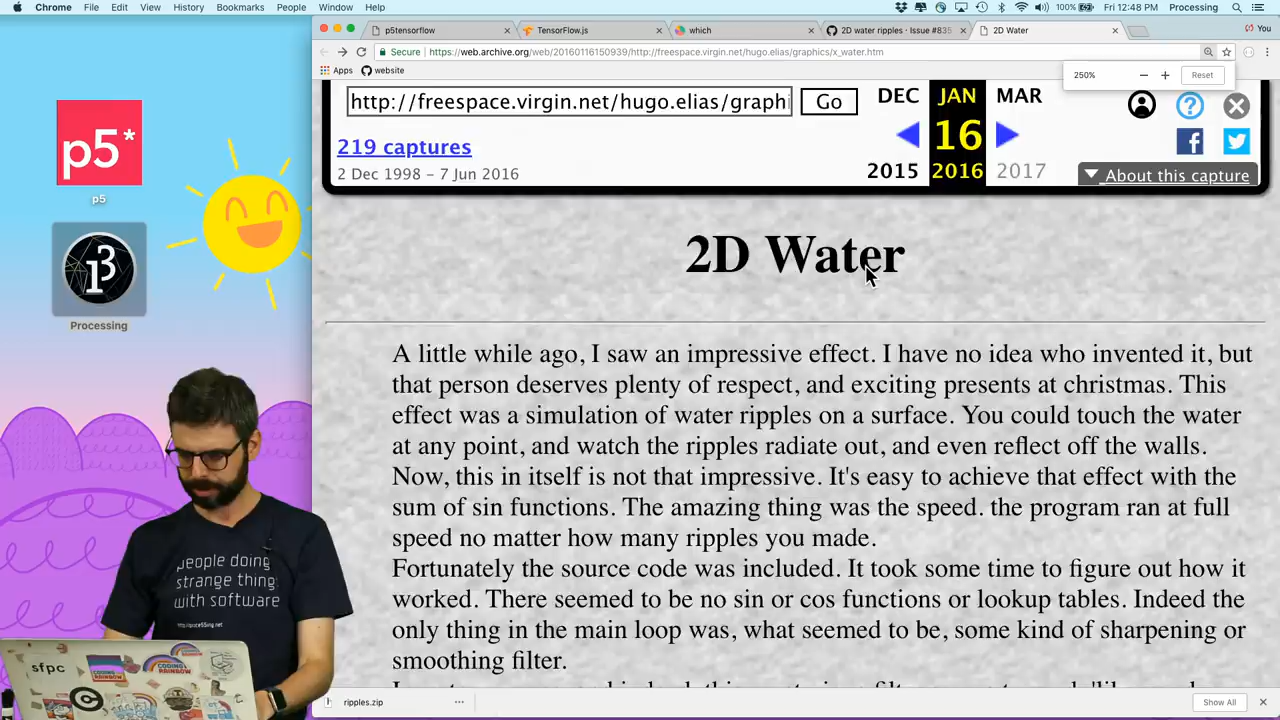 Chrome File Edit View History Bookmarks People Window Help 100% Fri 12:48 PM Processing
p5tensorflow TensorFlow.js which 2D water ripples · Issue #835 2D Water You
Secure https://web.archive.org/web/20160116150939/http://freespace.virgin.net/hugo.elias/graphics/x_water.htm
Apps website
250% − + Reset
http://freespace.virgin.net/hugo.elias/graphi Go DEC JAN MAR
219 captures 16
2 Dec 1998 – 7 Jun 2016 2015 2016 2017 About this capture
p5*
p5
Processing
2D Water
A little while ago, I saw an impressive effect. I have no idea who invented it, but
that person deserves plenty of respect, and exciting presents at christmas. This
effect was a simulation of water ripples on a surface. You could touch the water
at any point, and watch the ripples radiate out, and even reflect off the walls.
Now, this in itself is not that impressive. It's easy to achieve that effect with the
sum of sin functions. The amazing thing was the speed. the program ran at full
speed no matter how many ripples you made.
Fortunately the source code was included. It took some time to figure out how it
worked. There seemed to be no sin or cos functions or lookup tables. Indeed the
only thing in the main loop was, what seemed to be, some kind of sharpening or
smoothing filter.
people doing
strange thing
with software
sfpc
CODING
RAINBOW
ripples.zip Show All